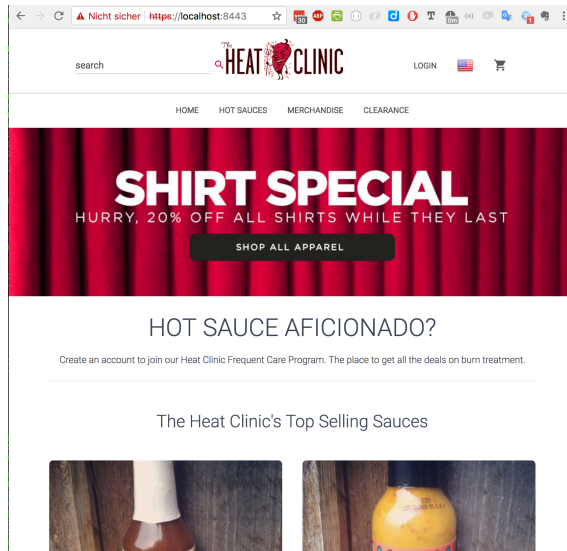 Nicht sicher https://localhost:8443
30
ABP
0m
search
The
HEAT CLINIC
LOGIN
HOME HOT SAUCES MERCHANDISE CLEARANCE
SHIRT SPECIAL
HURRY, 20% OFF ALL SHIRTS WHILE THEY LAST
SHOP ALL APPAREL
HOT SAUCE AFICIONADO?
Create an account to join our Heat Clinic Frequent Care Program. The place to get all the deals on burn treatment.
The Heat Clinic's Top Selling Sauces